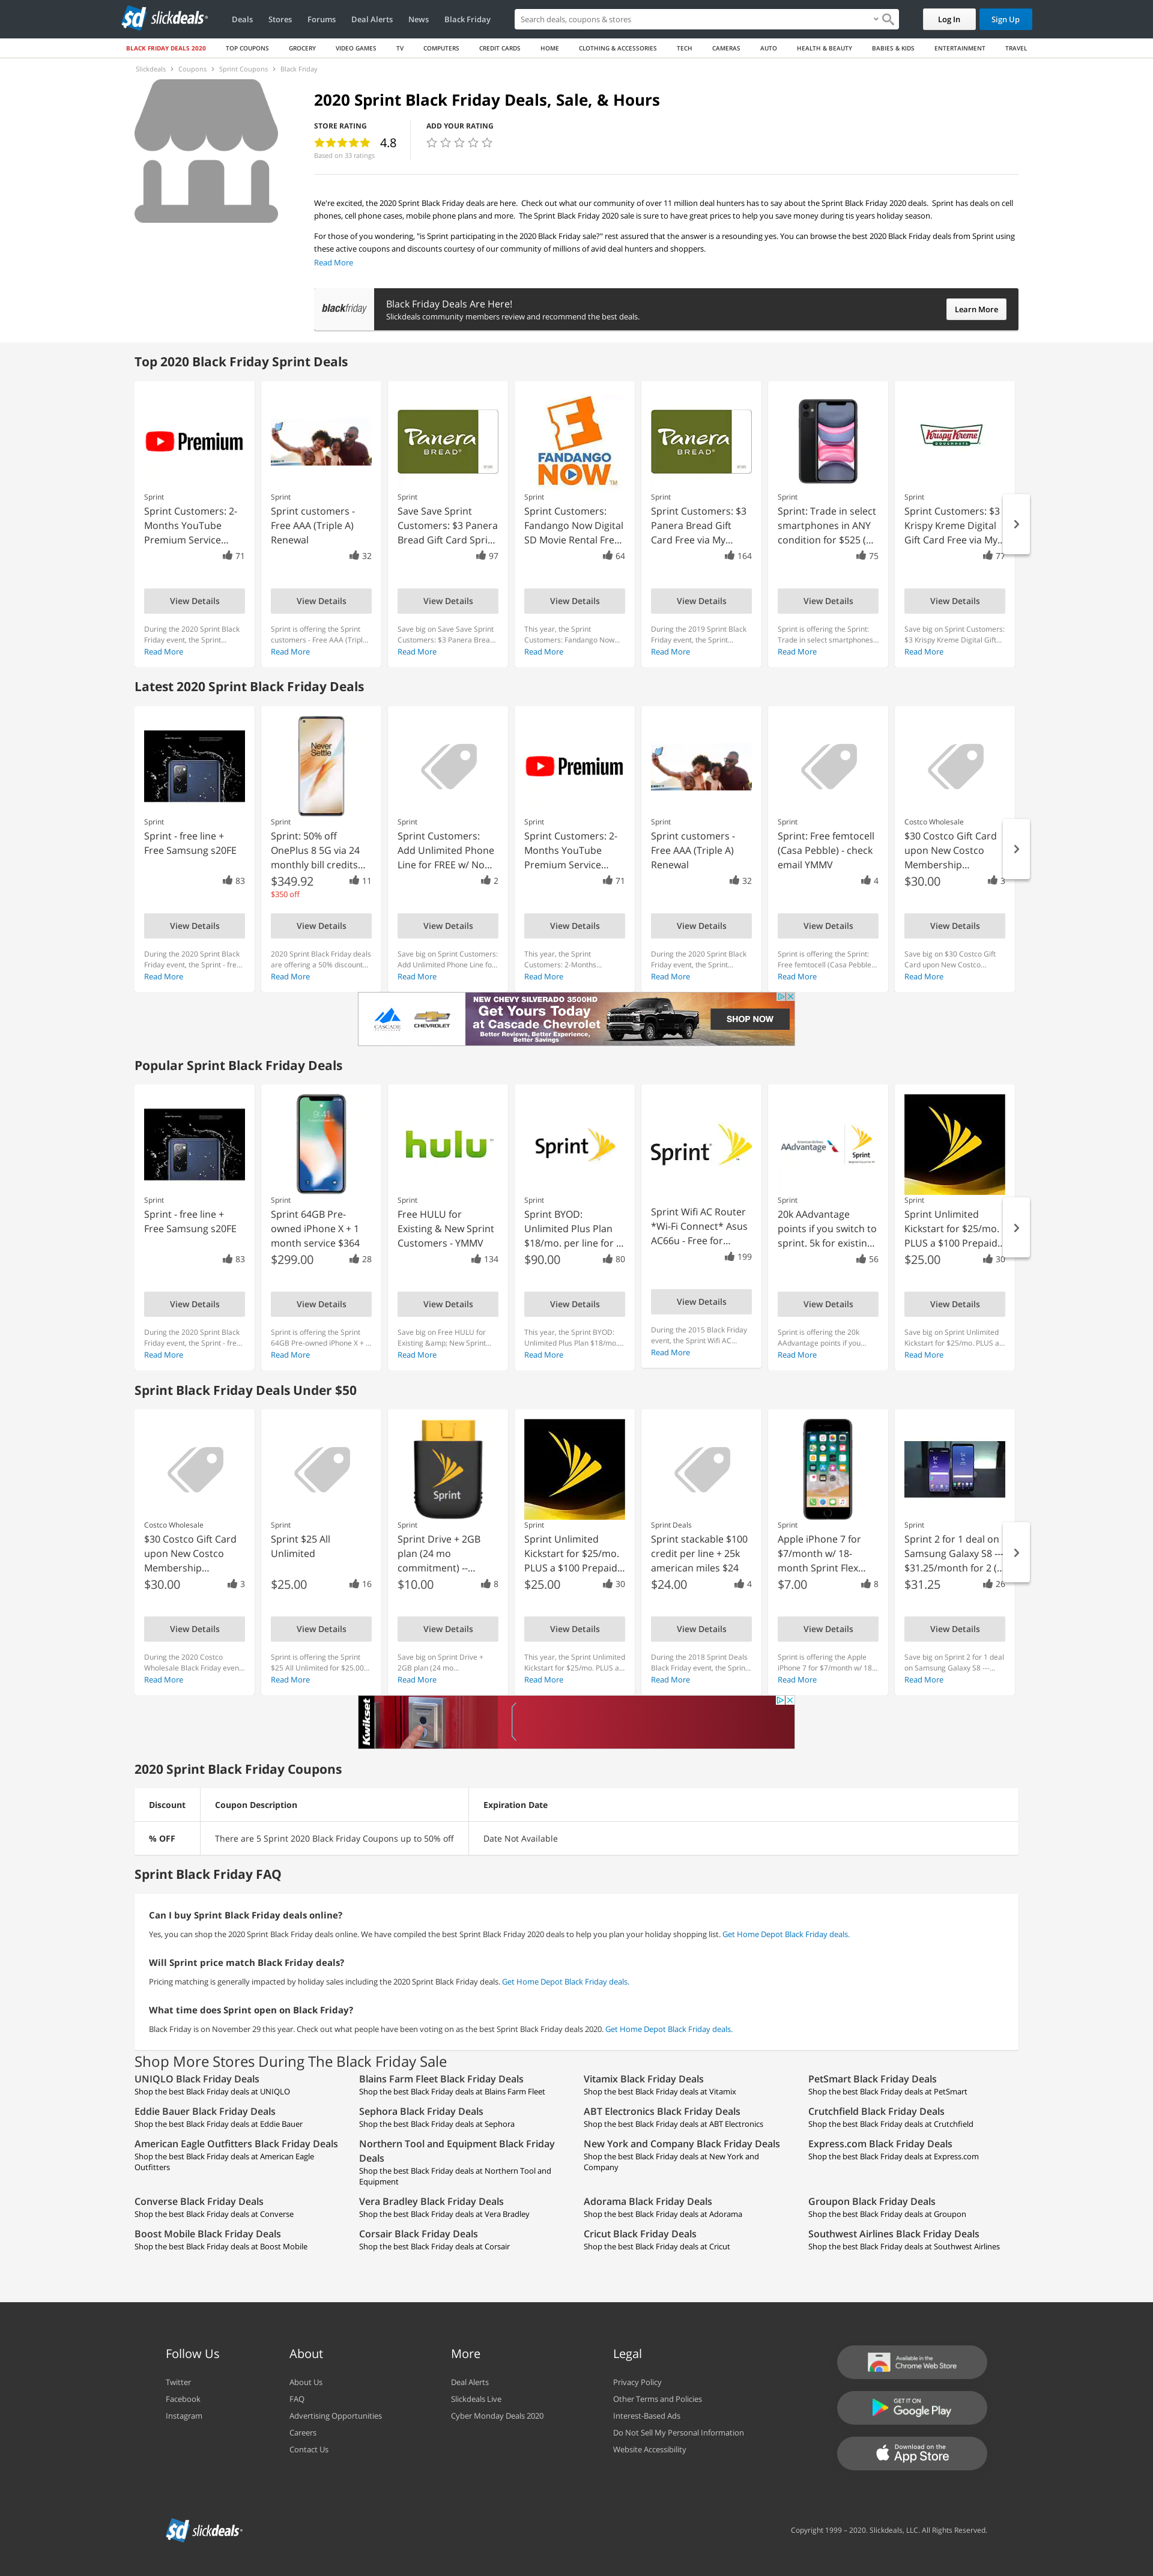 sd slickdeals
Deals Stores Forums Deal Alerts News Black Friday
Search deals, coupons & stores
Log In
Sign Up
BLACK FRIDAY DEALS 2020 TOP COUPONS GROCERY VIDEO GAMES TV COMPUTERS CREDIT CARDS HOME CLOTHING & ACCESSORIES TECH CAMERAS AUTO HEALTH & BEAUTY BABIES & KIDS ENTERTAINMENT TRAVEL
Slickdeals > Coupons > Sprint Coupons > Black Friday
2020 Sprint Black Friday Deals, Sale, & Hours
STORE RATING
4.8
Based on 33 ratings
ADD YOUR RATING
We're excited, the 2020 Sprint Black Friday deals are here. Check out what our community of over 11 million deal hunters has to say about the Sprint Black Friday 2020 deals. Sprint has deals on cell
phones, cell phone cases, mobile phone plans and more. The Sprint Black Friday 2020 sale is sure to have great prices to help you save money during tis years holiday season.
For those of you wondering, "is Sprint participating in the 2020 Black Friday sale?" rest assured that the answer is a resounding yes. You can browse the best 2020 Black Friday deals from Sprint using
these active coupons and discounts courtesy of our community of millions of avid deal hunters and shoppers.
Read More
blackfriday
Black Friday Deals Are Here!
Slickdeals community members review and recommend the best deals.
Learn More
Top 2020 Black Friday Sprint Deals
Premium
Sprint
Sprint Customers: 2-
Months YouTube
Premium Service...
71
View Details
During the 2020 Sprint Black
Friday event, the Sprint...
Read More
Sprint
Sprint customers -
Free AAA (Triple A)
Renewal
32
View Details
Sprint is offering the Sprint
customers - Free AAA (Tripl...
Read More
Panera
BREAD
Sprint
Save Save Sprint
Customers: $3 Panera
Bread Gift Card Spri...
97
View Details
Save big on Save Save Sprint
Customers: $3 Panera Brea...
Read More
FANDANGO
NOW
Sprint
Sprint Customers:
Fandango Now Digital
SD Movie Rental Fre...
64
View Details
This year, the Sprint
Customers: Fandango Now...
Read More
Panera
BREAD
Sprint
Sprint Customers: $3
Panera Bread Gift
Card Free via My...
164
View Details
During the 2019 Sprint Black
Friday event, the Sprint...
Read More
Sprint
Sprint: Trade in select
smartphones in ANY
condition for $525 (...
75
View Details
Sprint is offering the Sprint:
Trade in select smartphones...
Read More
Krispy Kreme
Sprint
Sprint Customers: $3
Krispy Kreme Digital
Gift Card Free via My...
77
View Details
Save big on Sprint Customers:
$3 Krispy Kreme Digital Gift...
Read More
Latest 2020 Sprint Black Friday Deals
Sprint
Sprint - free line +
Free Samsung s20FE
83
View Details
During the 2020 Sprint Black
Friday event, the Sprint - fre...
Read More
Never
Settle
Sprint
Sprint: 50% off
OnePlus 8 5G via 24
monthly bill credits...
$349.92
11
$350 off
View Details
2020 Sprint Black Friday deals
are offering a 50% discount...
Read More
Sprint
Sprint Customers:
Add Unlimited Phone
Line for FREE w/ No...
2
View Details
Save big on Sprint Customers:
Add Unlimited Phone Line fo...
Read More
Premium
Sprint
Sprint Customers: 2-
Months YouTube
Premium Service...
71
View Details
This year, the Sprint
Customers: 2-Months...
Read More
Sprint
Sprint customers -
Free AAA (Triple A)
Renewal
32
View Details
During the 2020 Sprint Black
Friday event, the Sprint...
Read More
Sprint
Sprint: Free femtocell
(Casa Pebble) - check
email YMMV
4
View Details
Sprint is offering the Sprint:
Free femtocell (Casa Pebble...
Read More
Costco Wholesale
$30 Costco Gift Card
upon New Costco
Membership...
$30.00
3
View Details
Save big on $30 Costco Gift
Card upon New Costco...
Read More
CASCADE
CHEVROLET
NEW CHEVY SILVERADO 3500HD
Get Yours Today
at Cascade Chevrolet
Better Reviews, Better Experience,
Better Savings
SHOP NOW
Popular Sprint Black Friday Deals
Sprint
Sprint - free line +
Free Samsung s20FE
83
View Details
During the 2020 Sprint Black
Friday event, the Sprint - fre...
Read More
9:41
Sprint
Sprint 64GB Pre-
owned iPhone X + 1
month service $364
$299.00
28
View Details
Sprint is offering the Sprint
64GB Pre-owned iPhone X + ...
Read More
hulu
Sprint
Free HULU for
Existing & New Sprint
Customers - YMMV
134
View Details
Save big on Free HULU for
Existing &amp; New Sprint...
Read More
Sprint
Sprint
Sprint BYOD:
Unlimited Plus Plan
$18/mo. per line for ...
$90.00
80
View Details
This year, the Sprint BYOD:
Unlimited Plus Plan $18/mo....
Read More
Sprint
Sprint Wifi AC Router
*Wi-Fi Connect* Asus
AC66u - Free for...
199
View Details
During the 2015 Black Friday
event, the Sprint Wifi AC...
Read More
American Airlines
AAdvantage
Sprint
Sprint
20k AAdvantage
points if you switch to
sprint. 5k for existin...
56
View Details
Sprint is offering the 20k
AAdvantage points if you...
Read More
Sprint
Sprint Unlimited
Kickstart for $25/mo.
PLUS a $100 Prepaid...
$25.00
30
View Details
Save big on Sprint Unlimited
Kickstart for $25/mo. PLUS a...
Read More
Sprint Black Friday Deals Under $50
Costco Wholesale
$30 Costco Gift Card
upon New Costco
Membership...
$30.00
3
View Details
During the 2020 Costco
Wholesale Black Friday even...
Read More
Sprint
Sprint $25 All
Unlimited
$25.00
16
View Details
Sprint is offering the Sprint
$25 All Unlimited for $25.00...
Read More
Sprint
Sprint
Sprint Drive + 2GB
plan (24 mo
commitment) --...
$10.00
8
View Details
Save big on Sprint Drive +
2GB plan (24 mo...
Read More
Sprint
Sprint Unlimited
Kickstart for $25/mo.
PLUS a $100 Prepaid...
$25.00
30
View Details
This year, the Sprint Unlimited
Kickstart for $25/mo. PLUS a...
Read More
Sprint Deals
Sprint stackable $100
credit per line + 25k
american miles $24
$24.00
4
View Details
During the 2018 Sprint Deals
Black Friday event, the Sprin...
Read More
Sprint
Apple iPhone 7 for
$7/month w/ 18-
month Sprint Flex...
$7.00
8
View Details
Sprint is offering the Apple
iPhone 7 for $7/month w/ 18...
Read More
Sprint
Sprint 2 for 1 deal on
Samsung Galaxy S8 ---
$31.25/month for 2 (...
$31.25
26
View Details
Save big on Sprint 2 for 1 deal
on Samsung Galaxy S8 ---...
Read More
Kwikset
2020 Sprint Black Friday Coupons
Discount Coupon Description Expiration Date
% OFF There are 5 Sprint 2020 Black Friday Coupons up to 50% off Date Not Available
Sprint Black Friday FAQ
Can I buy Sprint Black Friday deals online?
Yes, you can shop the 2020 Sprint Black Friday deals online. We have compiled the best Sprint Black Friday 2020 deals to help you plan your holiday shopping list. Get Home Depot Black Friday deals.
Will Sprint price match Black Friday deals?
Pricing matching is generally impacted by holiday sales including the 2020 Sprint Black Friday deals. Get Home Depot Black Friday deals.
What time does Sprint open on Black Friday?
Black Friday is on November 29 this year. Check out what people have been voting on as the best Sprint Black Friday deals 2020. Get Home Depot Black Friday deals.
Shop More Stores During The Black Friday Sale
UNIQLO Black Friday Deals
Shop the best Black Friday deals at UNIQLO
Blains Farm Fleet Black Friday Deals
Shop the best Black Friday deals at Blains Farm Fleet
Vitamix Black Friday Deals
Shop the best Black Friday deals at Vitamix
PetSmart Black Friday Deals
Shop the best Black Friday deals at PetSmart
Eddie Bauer Black Friday Deals
Shop the best Black Friday deals at Eddie Bauer
Sephora Black Friday Deals
Shop the best Black Friday deals at Sephora
ABT Electronics Black Friday Deals
Shop the best Black Friday deals at ABT Electronics
Crutchfield Black Friday Deals
Shop the best Black Friday deals at Crutchfield
American Eagle Outfitters Black Friday Deals
Shop the best Black Friday deals at American Eagle
Outfitters
Northern Tool and Equipment Black Friday
Deals
Shop the best Black Friday deals at Northern Tool and
Equipment
New York and Company Black Friday Deals
Shop the best Black Friday deals at New York and
Company
Express.com Black Friday Deals
Shop the best Black Friday deals at Express.com
Converse Black Friday Deals
Shop the best Black Friday deals at Converse
Vera Bradley Black Friday Deals
Shop the best Black Friday deals at Vera Bradley
Adorama Black Friday Deals
Shop the best Black Friday deals at Adorama
Groupon Black Friday Deals
Shop the best Black Friday deals at Groupon
Boost Mobile Black Friday Deals
Shop the best Black Friday deals at Boost Mobile
Corsair Black Friday Deals
Shop the best Black Friday deals at Corsair
Cricut Black Friday Deals
Shop the best Black Friday deals at Cricut
Southwest Airlines Black Friday Deals
Shop the best Black Friday deals at Southwest Airlines
Follow Us
Twitter
Facebook
Instagram
About
About Us
FAQ
Advertising Opportunities
Careers
Contact Us
More
Deal Alerts
Slickdeals Live
Cyber Monday Deals 2020
Legal
Privacy Policy
Other Terms and Policies
Interest-Based Ads
Do Not Sell My Personal Information
Website Accessibility
Available in the
Chrome Web Store
GET IT ON
Google Play
Download on the
App Store
sd slickdeals
Copyright 1999 – 2020. Slickdeals, LLC. All Rights Reserved.